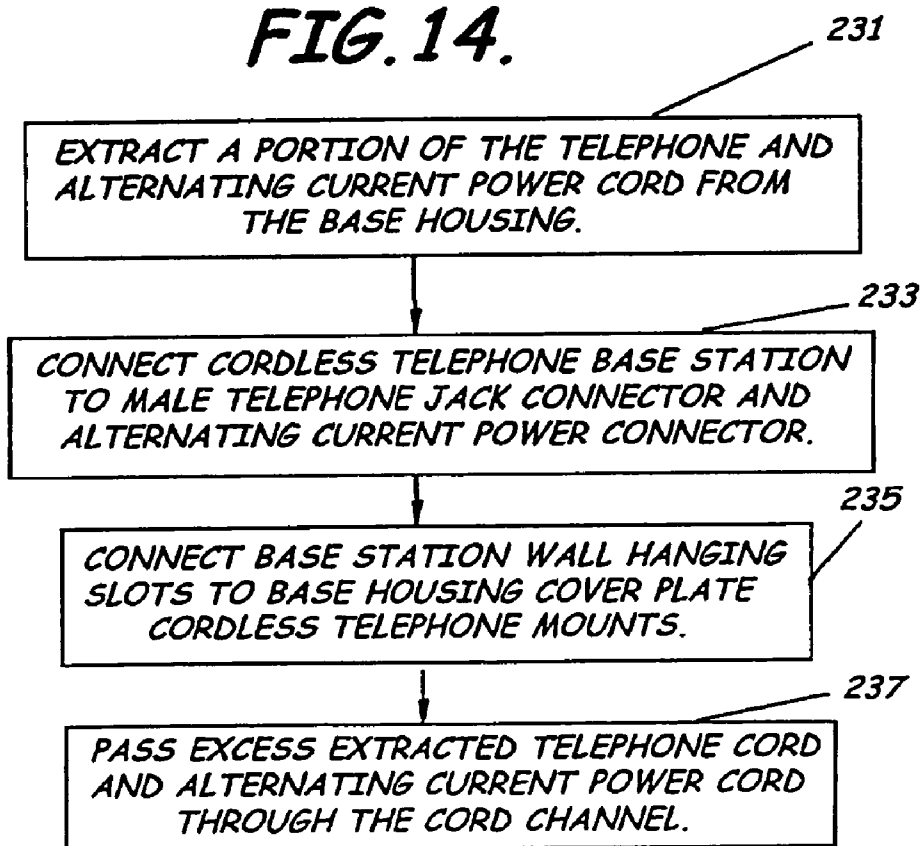 FIG.14.
231
EXTRACT A PORTION OF THE TELEPHONE AND
ALTERNATING CURRENT POWER CORD FROM
THE BASE HOUSING.
233
CONNECT CORDLESS TELEPHONE BASE STATION
TO MALE TELEPHONE JACK CONNECTOR AND
ALTERNATING CURRENT POWER CONNECTOR.
235
CONNECT BASE STATION WALL HANGING
SLOTS TO BASE HOUSING COVER PLATE
CORDLESS TELEPHONE MOUNTS.
237
PASS EXCESS EXTRACTED TELEPHONE CORD
AND ALTERNATING CURRENT POWER CORD
THROUGH THE CORD CHANNEL.